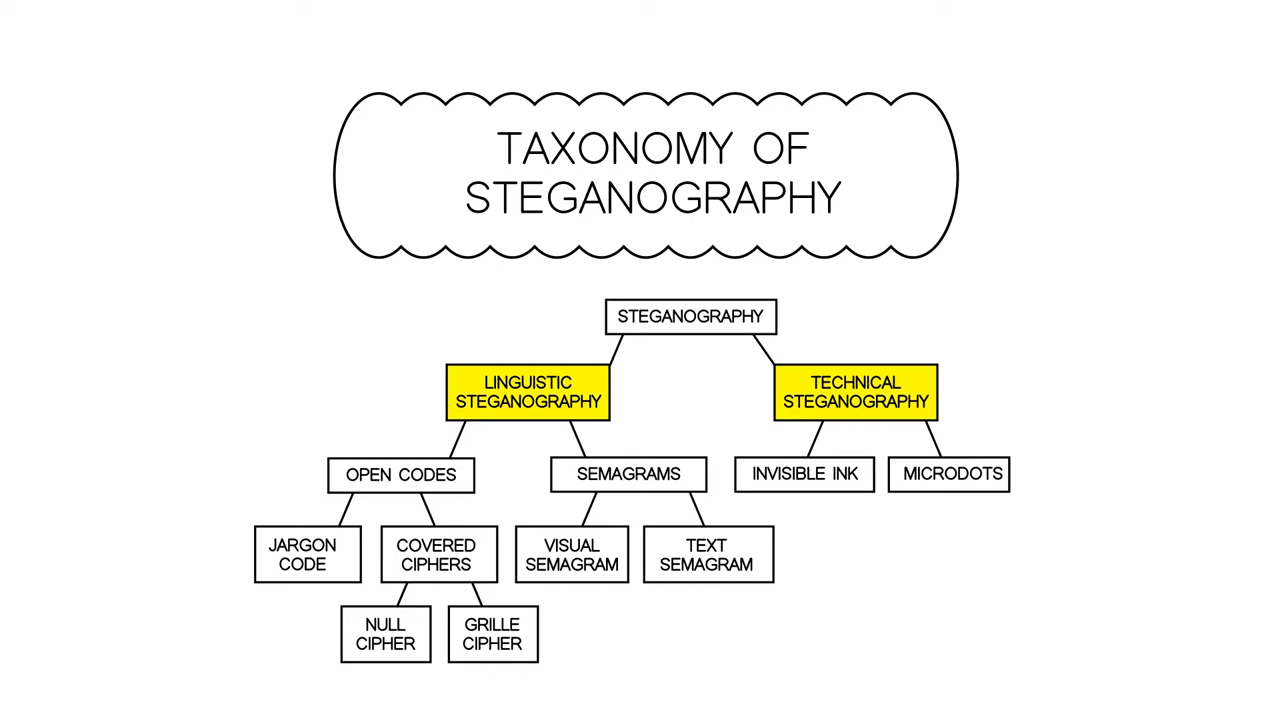 TAXONOMY OF
STEGANOGRAPHY
STEGANOGRAPHY
LINGUISTIC
STEGANOGRAPHY
TECHNICAL
STEGANOGRAPHY
OPEN CODES
SEMAGRAMS
INVISIBLE INK
MICRODOTS
JARGON
CODE
COVERED
CIPHERS
VISUAL
SEMAGRAM
TEXT
SEMAGRAM
NULL
CIPHER
GRILLE
CIPHER